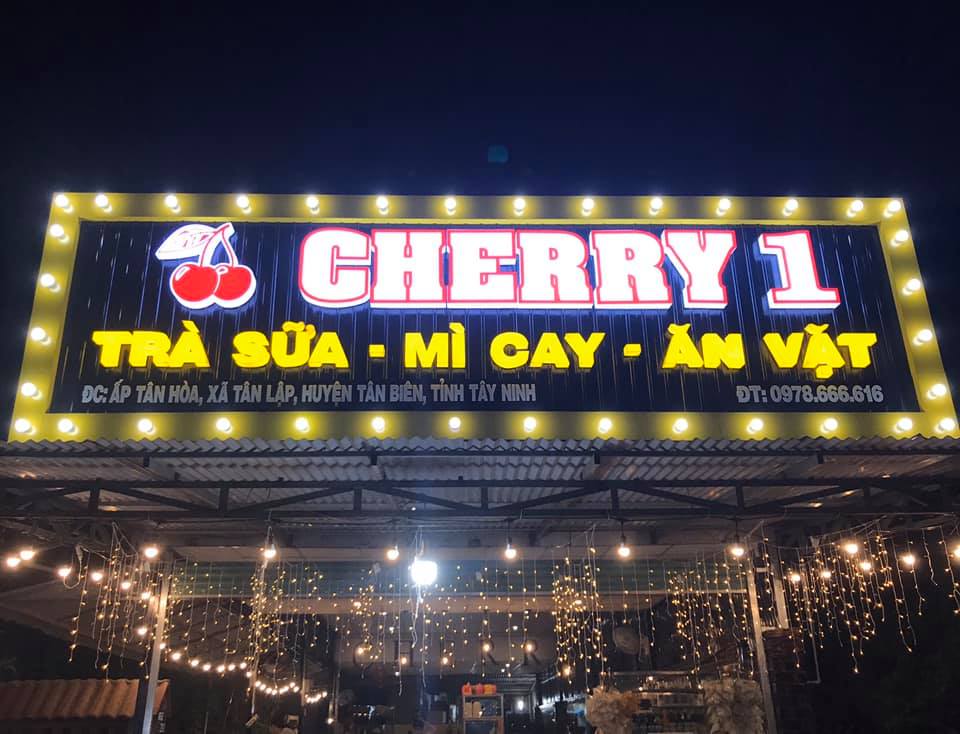 CHERRY 1
TRÀ SỮA - MÌ CAY - ĂN VẶT
ĐC: ẤP TÂN HÒA, XÃ TÂN LẬP, HUYỆN TÂN BIÊN, TỈNH TÂY NINH ĐT: 0978.666.616